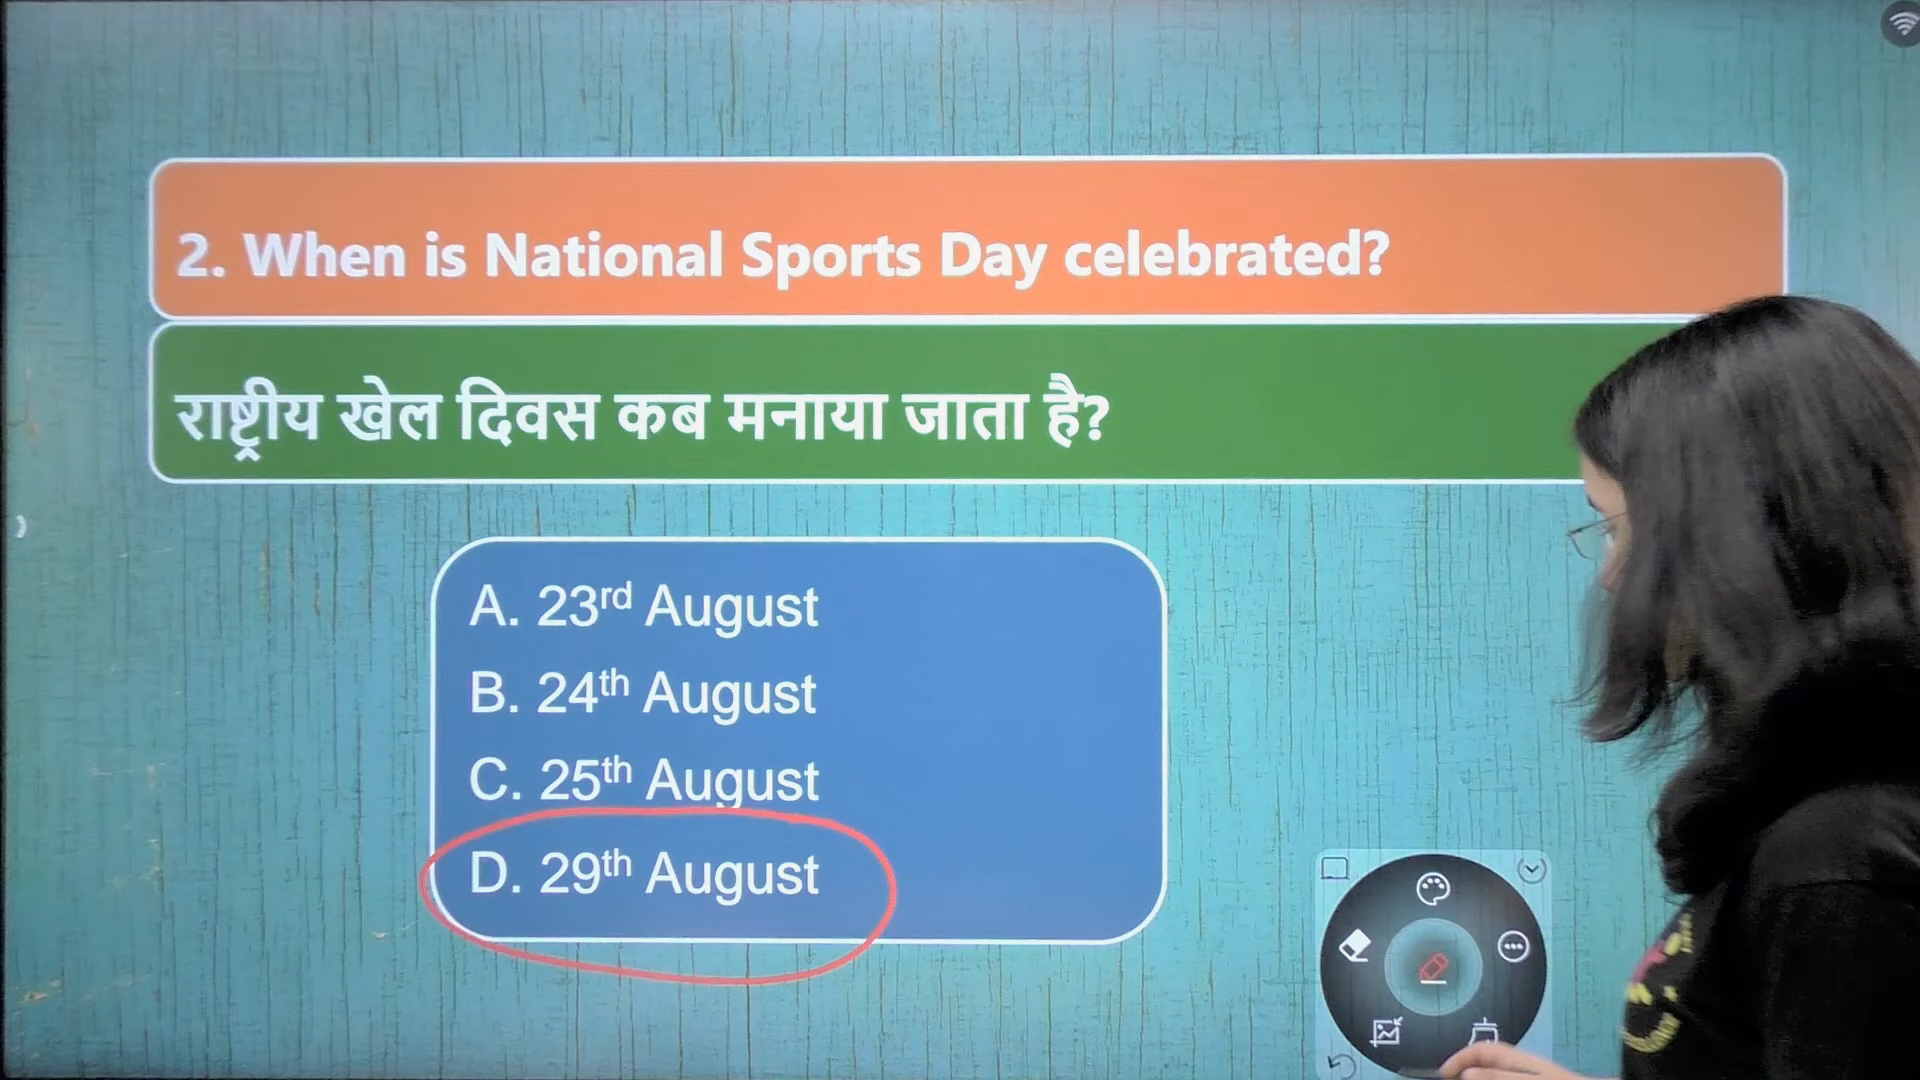 2. When is National Sports Day celebrated?
राष्ट्रीय खेल दिवस कब मनाया जाता है?
A. 23rd August
B. 24th August
C. 25th August
D. 29th August